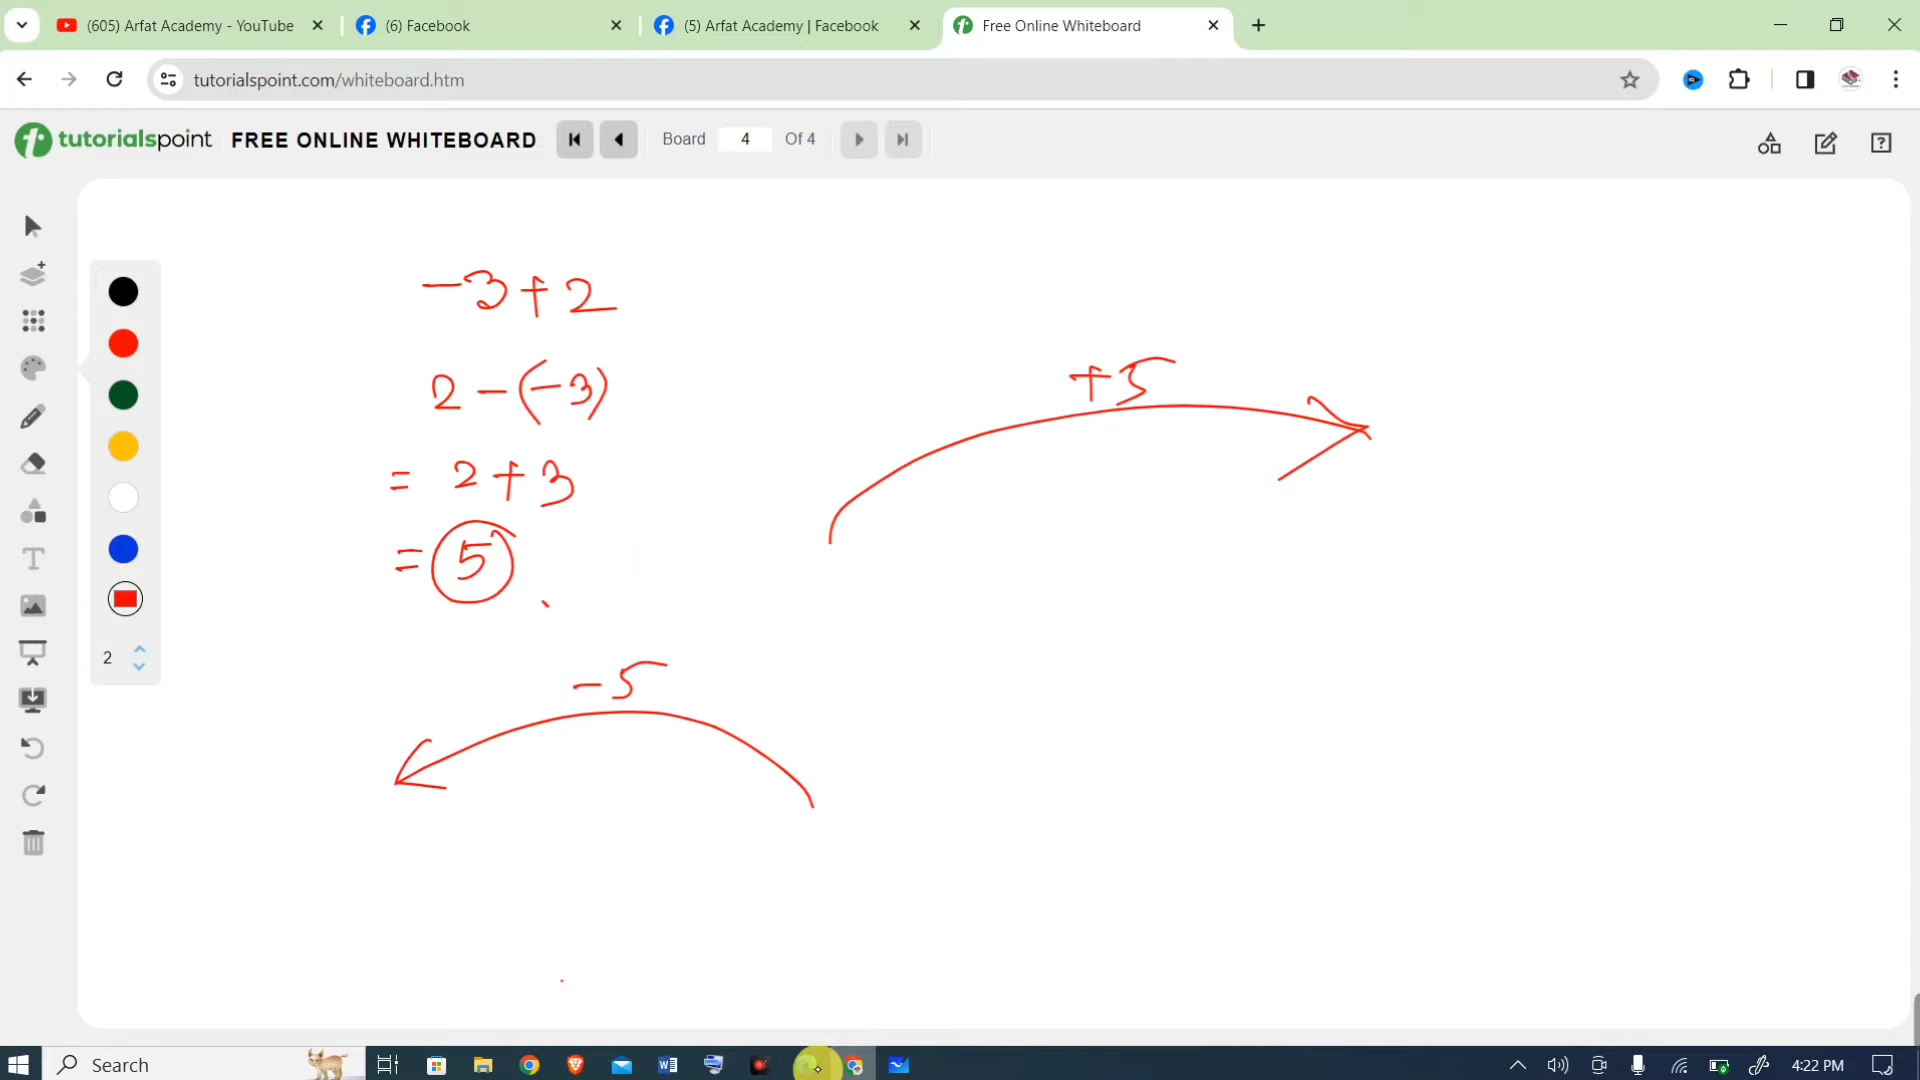 (605) Arfat Academy - YouTube
(6) Facebook
(5) Arfat Academy | Facebook
Free Online Whiteboard
tutorialspoint.com/whiteboard.htm
tutorialspoint
FREE ONLINE WHITEBOARD
Board 4 Of 4
-3+2
2-(-3)
= 2+3
= 5
+5
-5
2
Search
4:22 PM